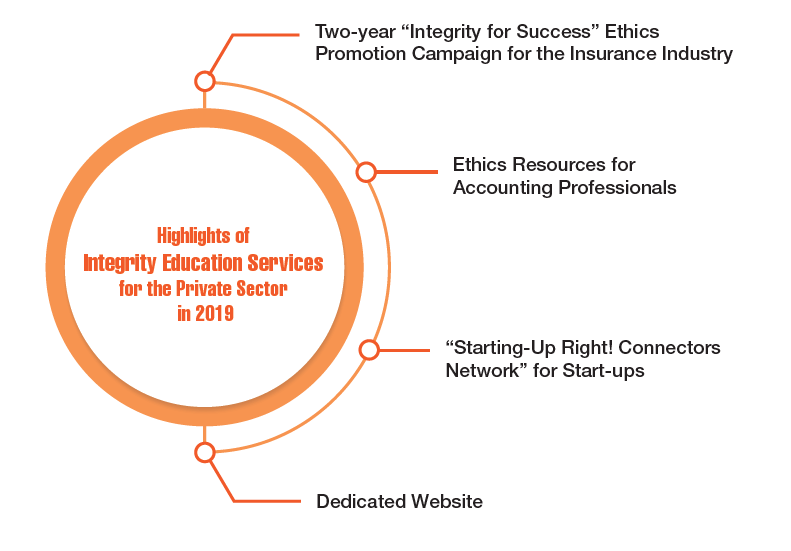 Two-year “Integrity for Success” Ethics
Promotion Campaign for the Insurance Industry
Ethics Resources for
Accounting Professionals
Highlights of
Integrity Education Services
for the Private Sector
in 2019
“Starting-Up Right! Connectors
Network” for Start-ups
Dedicated Website